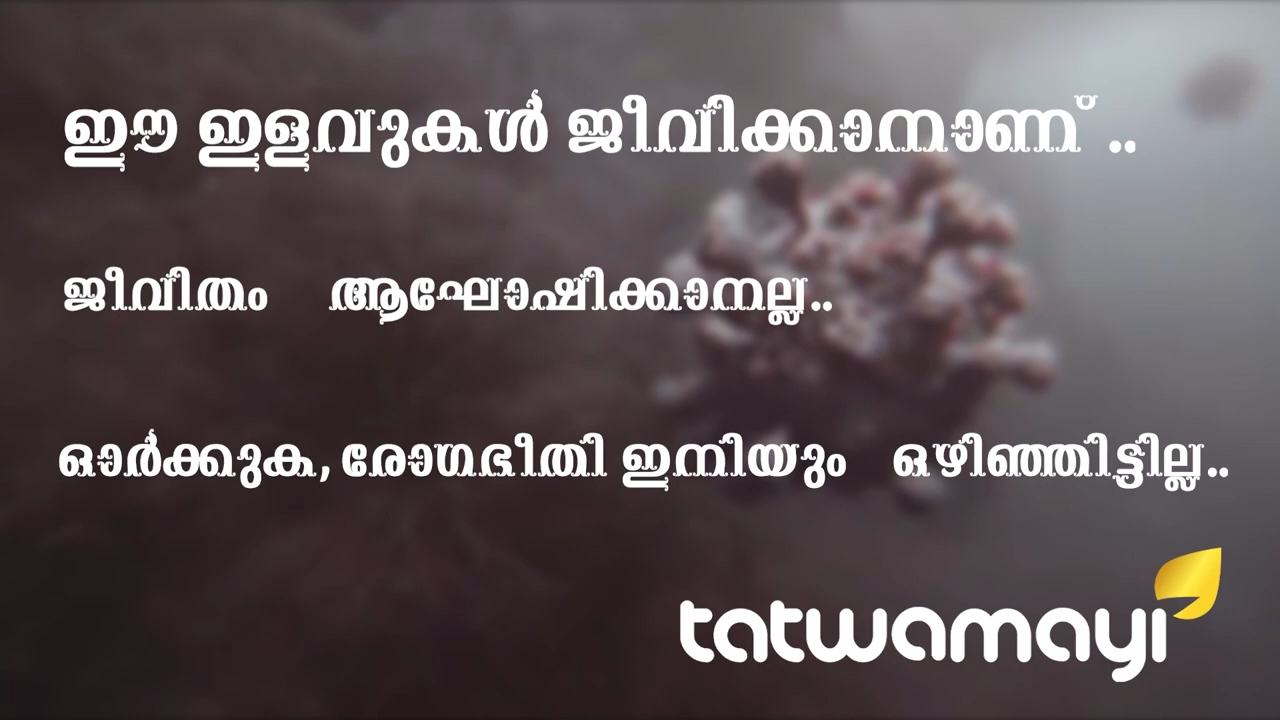 ഈ ഇളവുകൾ ജീവിക്കാനാണ് ..
ജീവിതം ആഘോഷിക്കാനല്ല..
ഓർക്കുക, രോഗഭീതി ഇനിയും ഒഴിഞ്ഞിട്ടില്ല..
tatwamayi